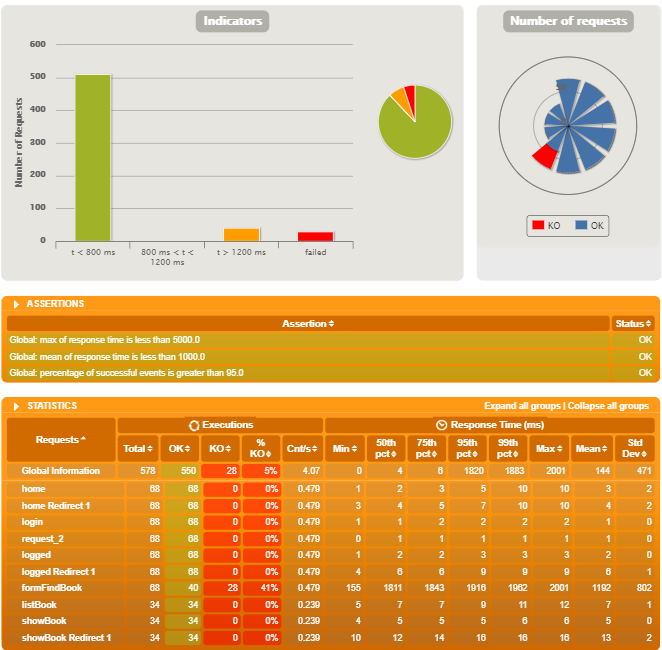 Indicators
Number of requests
600
500
400
300
200
100
0
Number of Requests
t < 800 ms
800 ms < t < 1200 ms
t > 1200 ms
failed
KO OK
ASSERTIONS
Assertion Status
Global: max of response time is less than 5000.0 OK
Global: mean of response time is less than 1000.0 OK
Global: percentage of successful events is greater than 95.0 OK
STATISTICS Expand all groups | Collapse all groups
Requests Executions Response Time (ms)
Total OK KO % KO Cnt/s Min 50th pct 75th pct 95th pct 99th pct Max Mean Std Dev
Global Information 578 550 28 5% 4.07 0 4 6 1820 1883 2001 144 471
home 68 68 0 0% 0.479 1 2 3 5 10 10 3 2
home Redirect 1 68 68 0 0% 0.479 3 4 5 7 10 10 4 2
login 68 68 0 0% 0.479 1 1 2 2 2 2 1 0
request_2 68 68 0 0% 0.479 0 1 1 1 1 1 1 0
logged 68 68 0 0% 0.479 1 2 2 3 3 3 2 0
logged Redirect 1 68 68 0 0% 0.479 4 6 6 9 9 9 6 1
formFindBook 68 40 28 41% 0.479 155 1811 1843 1916 1962 2001 1192 802
listBook 34 34 0 0% 0.239 5 7 7 9 11 12 7 1
showBook 34 34 0 0% 0.239 4 5 5 5 6 6 5 0
showBook Redirect 1 34 34 0 0% 0.239 10 12 14 16 16 16 13 2